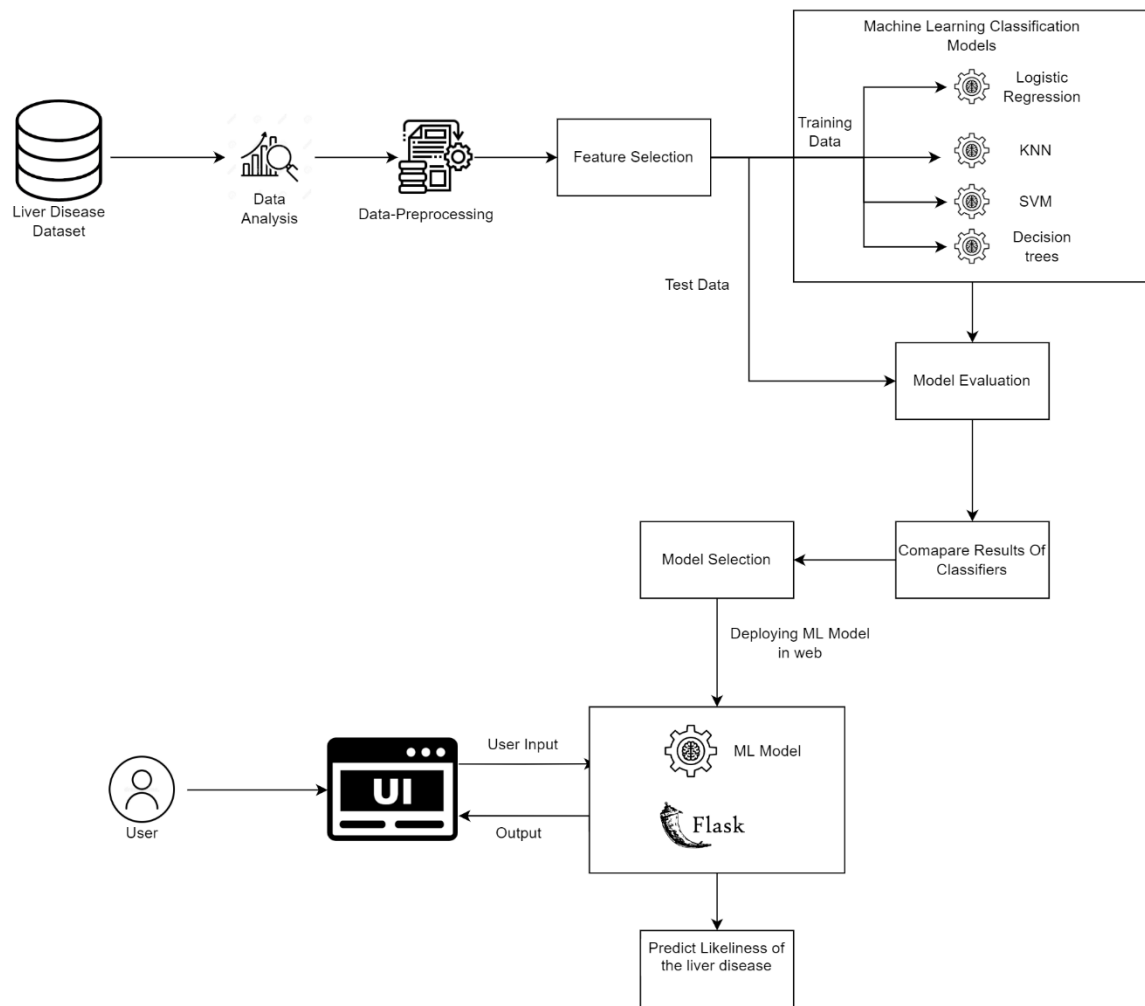 Machine Learning Classification
Models
Logistic
Regression
Training
Data
KNN
Feature Selection
SVM
Liver Disease
Dataset
Data
Analysis
Data-Preprocessing
Decision
trees
Test Data
Model Evaluation
Model Selection
Comapare Results Of
Classifiers
Deploying ML Model
in web
User Input
ML Model
UI
Flask
User
Output
Predict Likeliness of
the liver disease